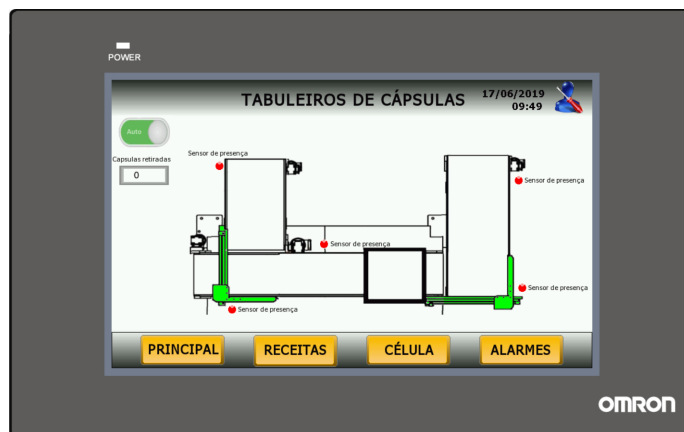 POWER
TABULEIROS DE CÁPSULAS
17/06/2019
09:49
Auto
Capsulas retiradas
0
Sensor de presença
Sensor de presença
Sensor de presença
Sensor de presença
Sensor de presença
PRINCIPAL
RECEITAS
CÉLULA
ALARMES
OMRON